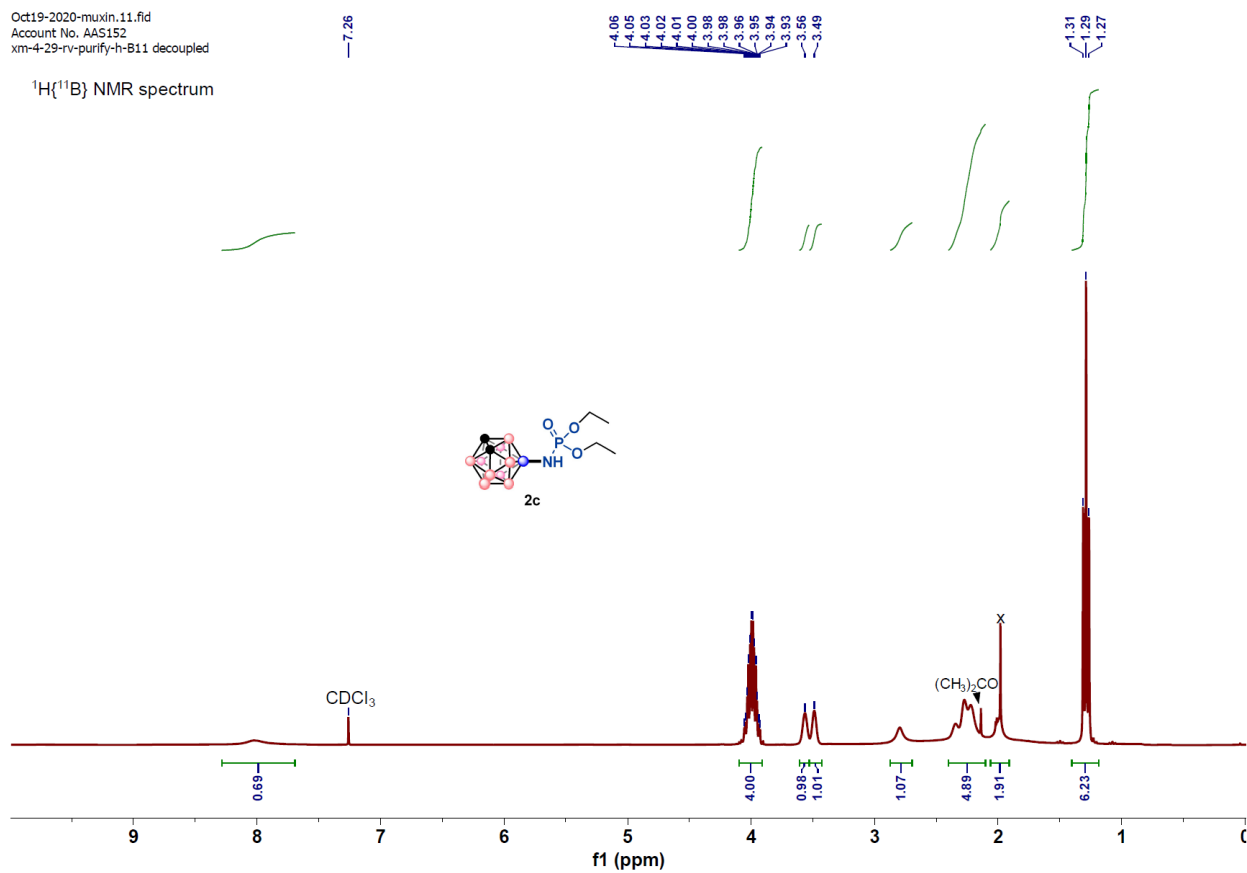 Oct19-2020-muxin.11.fid
Account No. AAS152
xm-4-29-rv-purify-h-B11 decoupled
¹H{¹¹B} NMR spectrum
7.26
4.06
4.05
4.03
4.02
4.01
4.00
3.98
3.98
3.96
3.95
3.94
3.93
3.56
3.49
1.31
1.29
1.27
O
O
P
O
NH
2c
x
(CH₃)₂CO
CDCl₃
0.69
4.00
0.98
1.01
1.07
4.89
1.91
6.23
9 8 7 6 5 4 3 2 1 0
f1 (ppm)